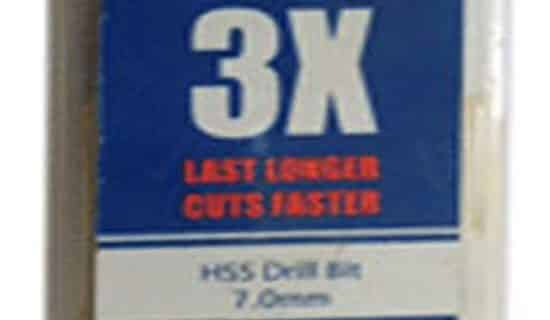 3X
LAST LONGER
CUTS FASTER
HSS Drill Bit
7.0mm